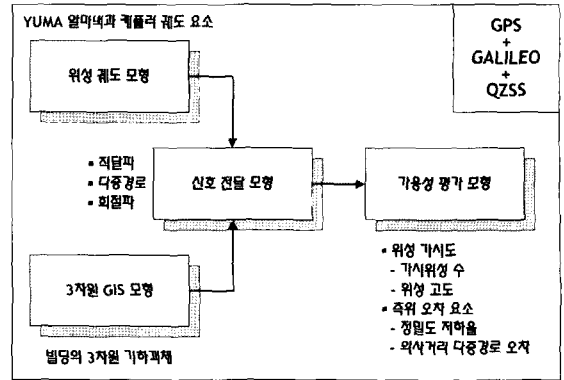 YUMA 알마낵과 케플러 궤도 요소
GPS
+
GALILEO
+
QZSS
위성 궤도 모형
▪ 직달파
▪ 다중경로
▪ 회절파
신호 전달 모형
가용성 평가 모형
3차원 GIS 모형
빌딩의 3차원 기하객체
▪ 위성 가시도
- 가시위성 수
- 위성 고도
▪ 측위 오차 요소
- 정밀도 저하율
- 의사거리 다중경로 오차